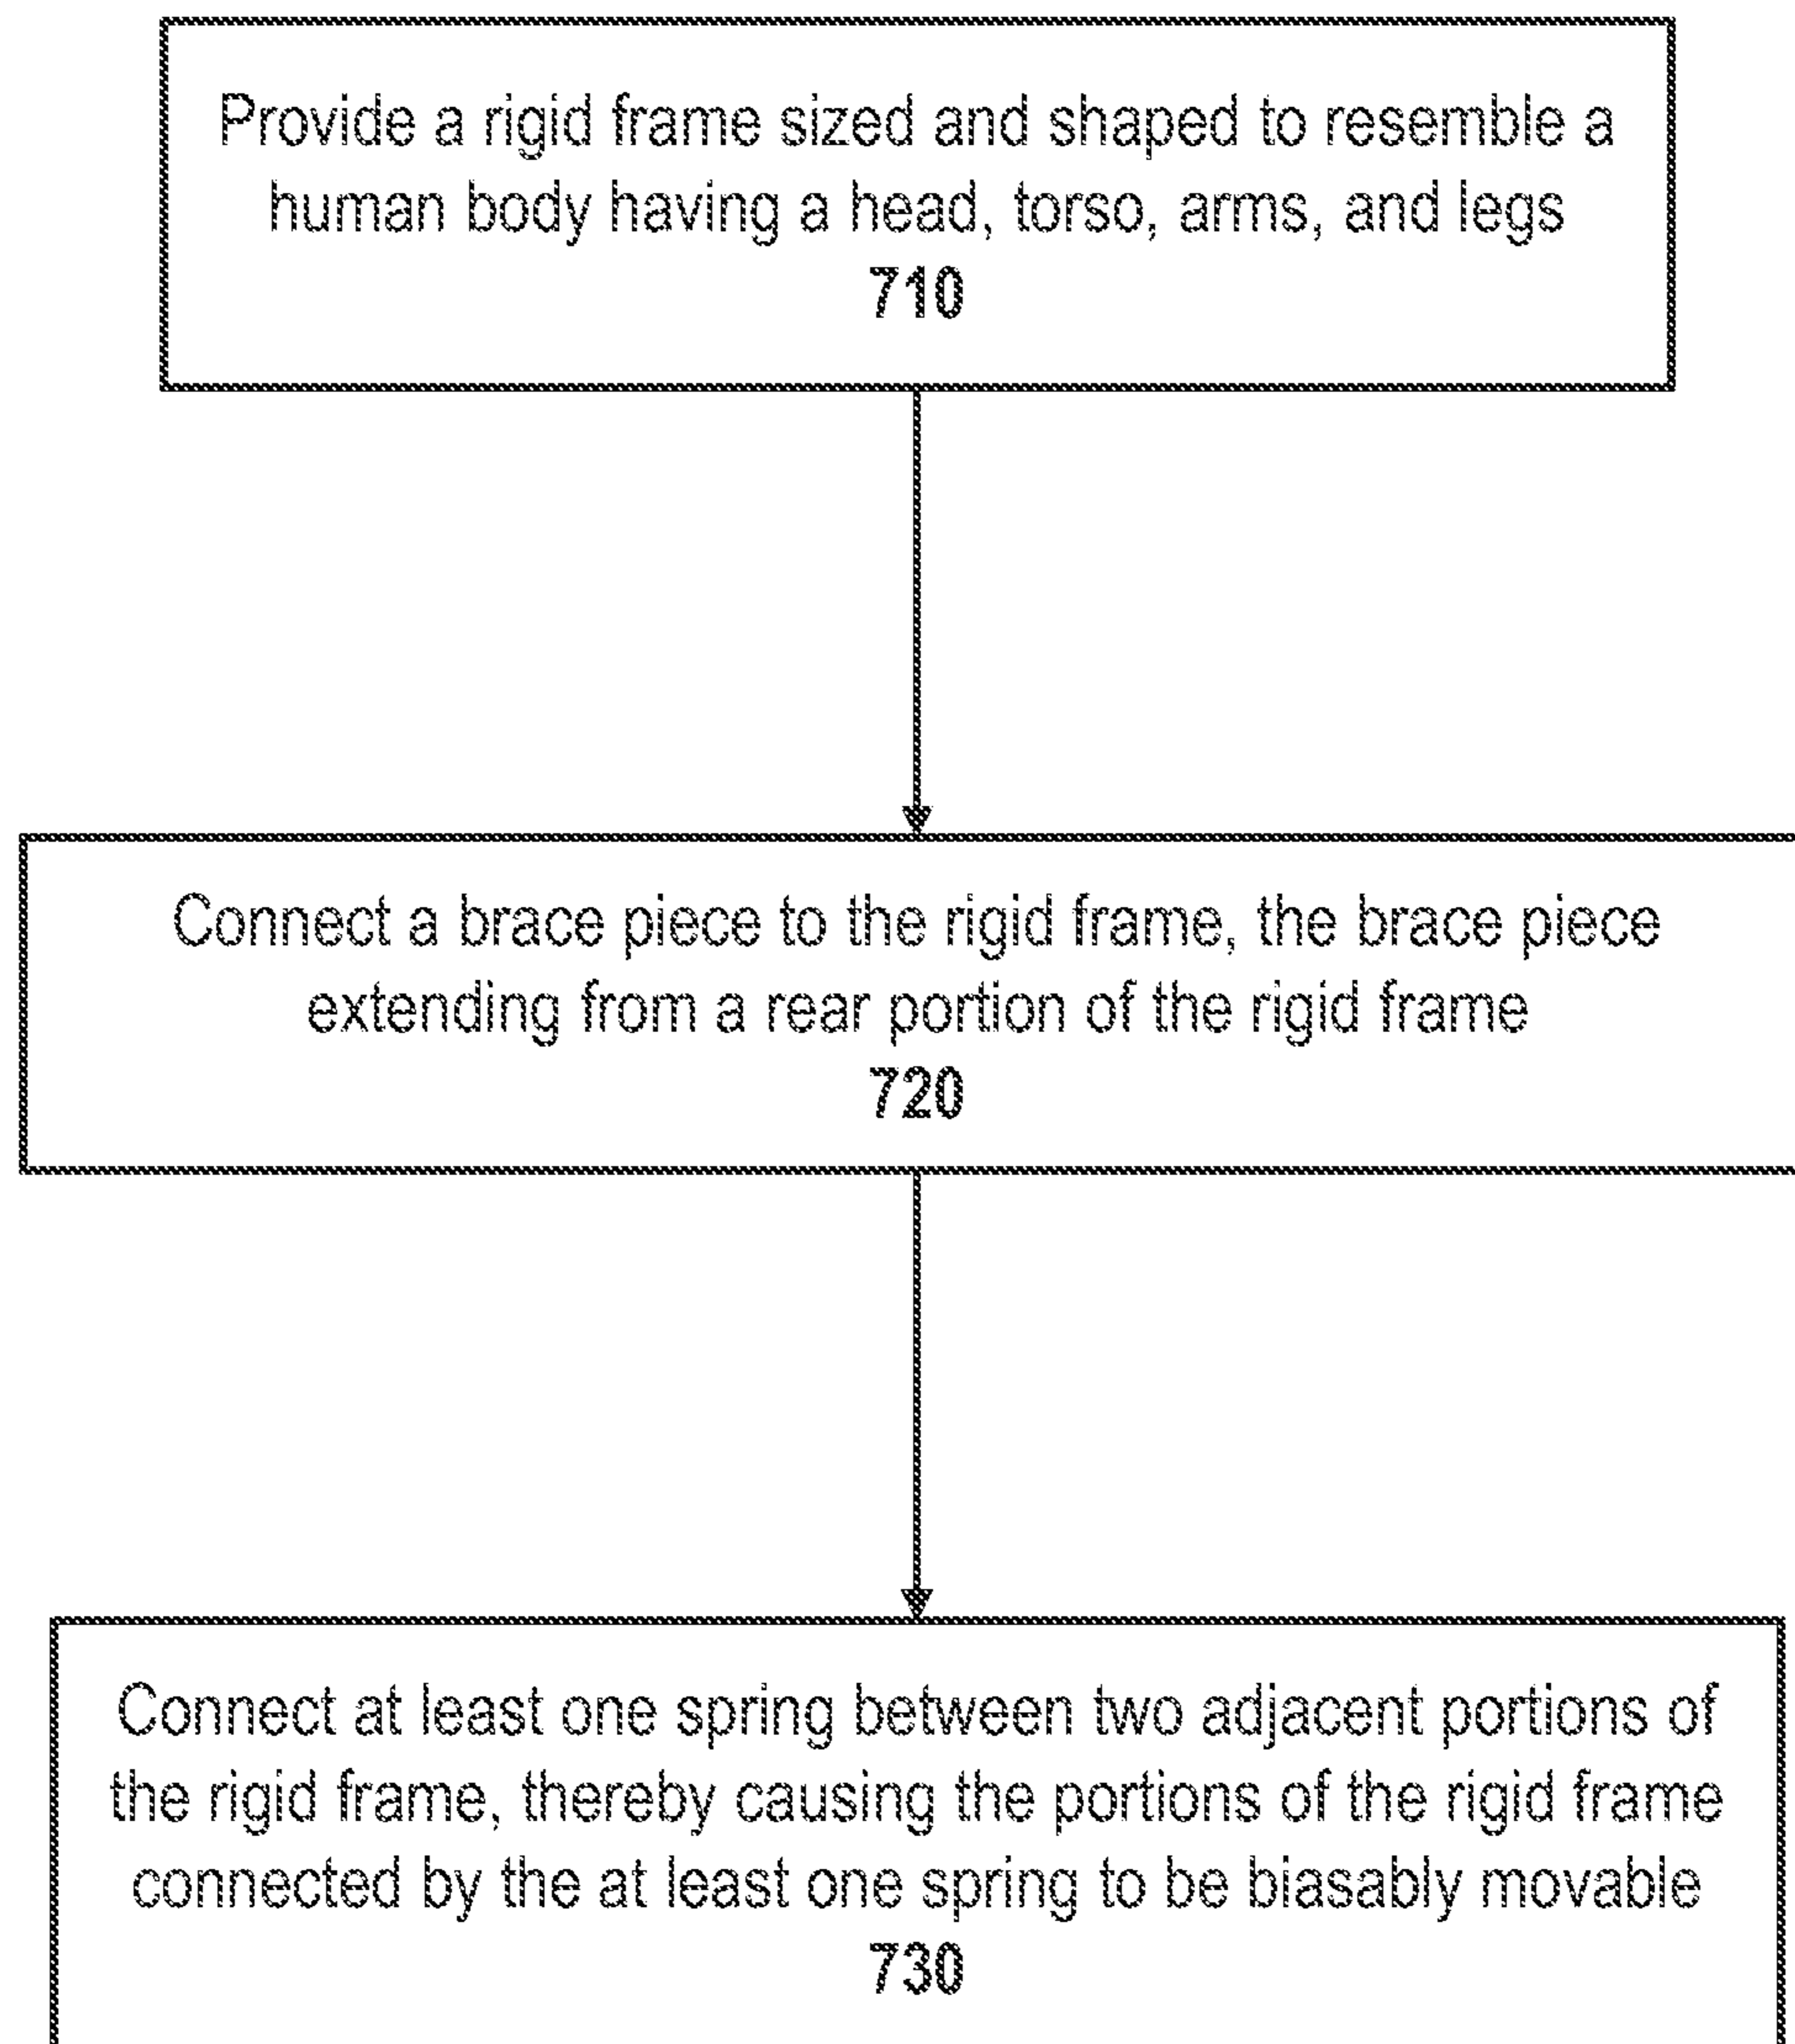 Provide a rigid frame sized and shaped to resemble a
human body having a head, torso, arms, and legs
710
Connect a brace piece to the rigid frame, the brace piece
extending from a rear portion of the rigid frame
720
Connect at least one spring between two adjacent portions of
the rigid frame, thereby causing the portions of the rigid frame
connected by the at least one spring to be biasably movable
730